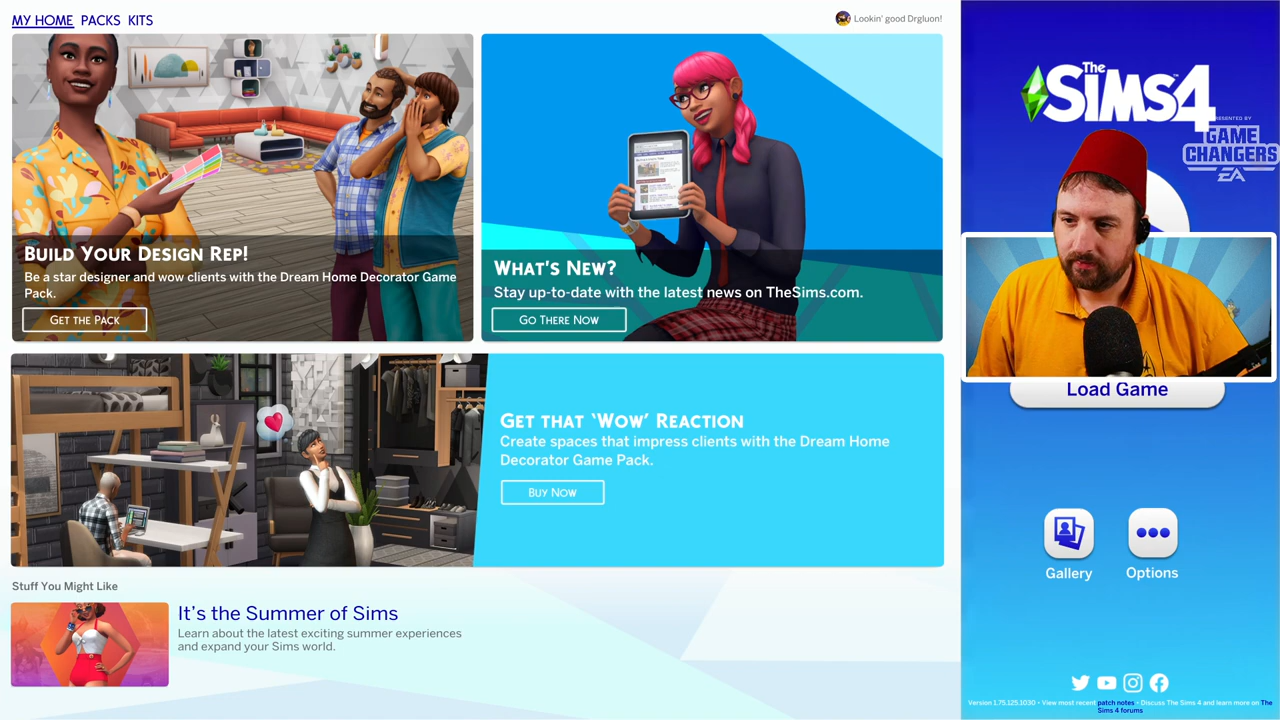 MY HOME PACKS KITS
Lookin' good Drgluon!
BUILD YOUR DESIGN REP!
Be a star designer and wow clients with the Dream Home Decorator Game
Pack.
GET THE PACK
WHAT'S NEW?
Stay up-to-date with the latest news on TheSims.com.
GO THERE NOW
GET THAT 'WOW' REACTION
Create spaces that impress clients with the Dream Home
Decorator Game Pack.
BUY NOW
Stuff You Might Like
It's the Summer of Sims
Learn about the latest exciting summer experiences
and expand your Sims world.
The
SIMS4
PRESENTED BY
GAME
CHANGERS
EA
Load Game
Gallery
Options
Version 1.75.125.1030 • View most recent patch notes • Discuss The Sims 4 and learn more on The
Sims 4 forums